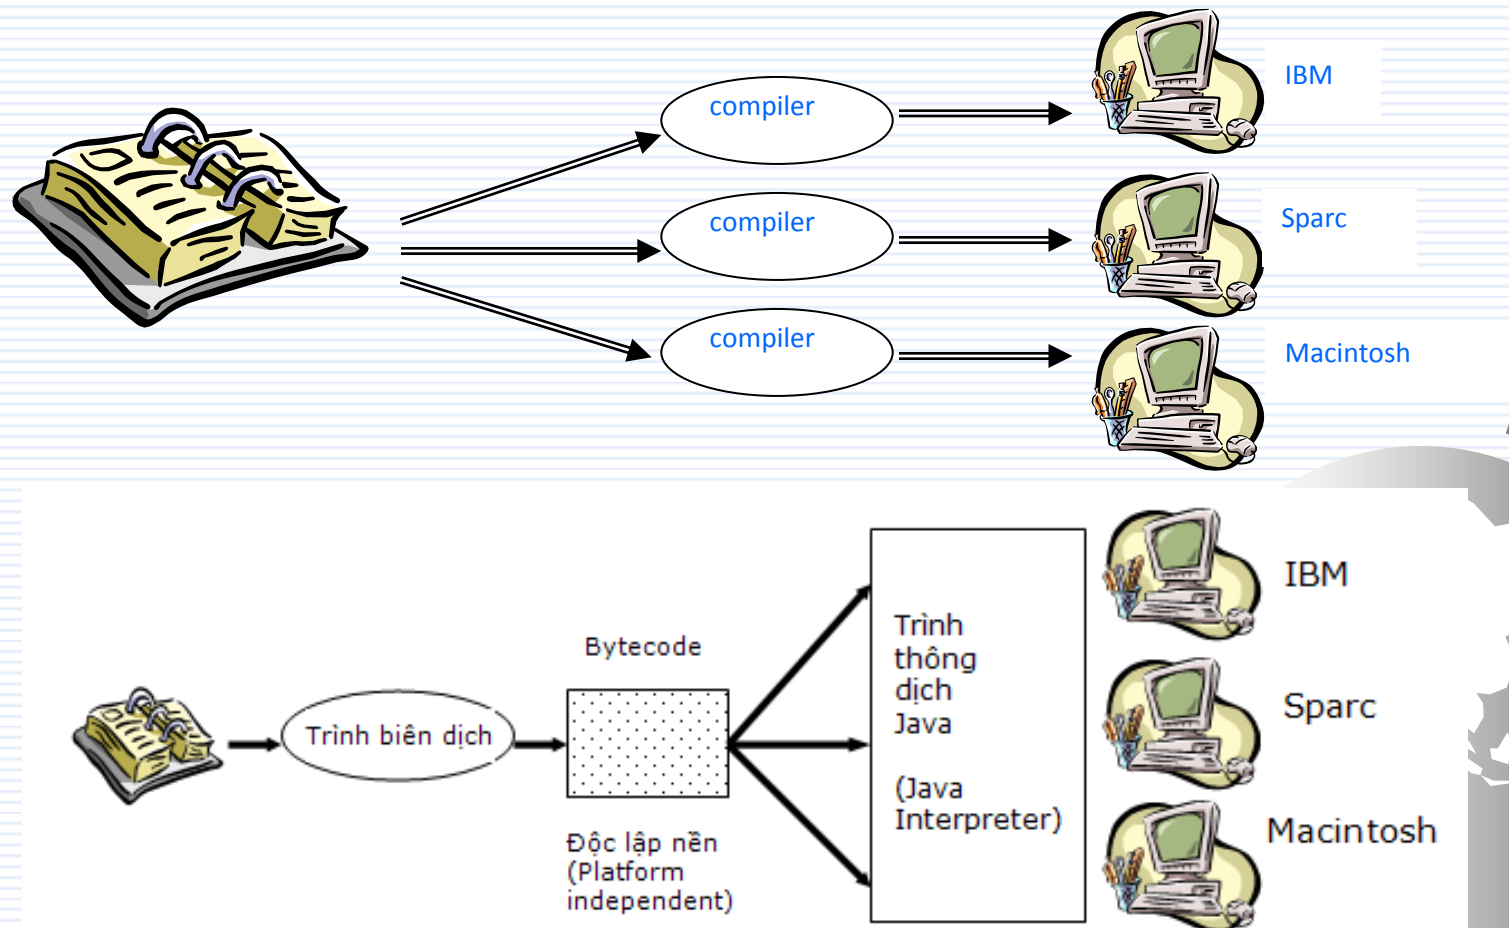 compiler
IBM
compiler
Sparc
compiler
Macintosh
Trình biên dịch
Bytecode
Độc lập nền
(Platform
independent)
Trình
thông
dịch
Java
(Java
Interpreter)
IBM
Sparc
Macintosh